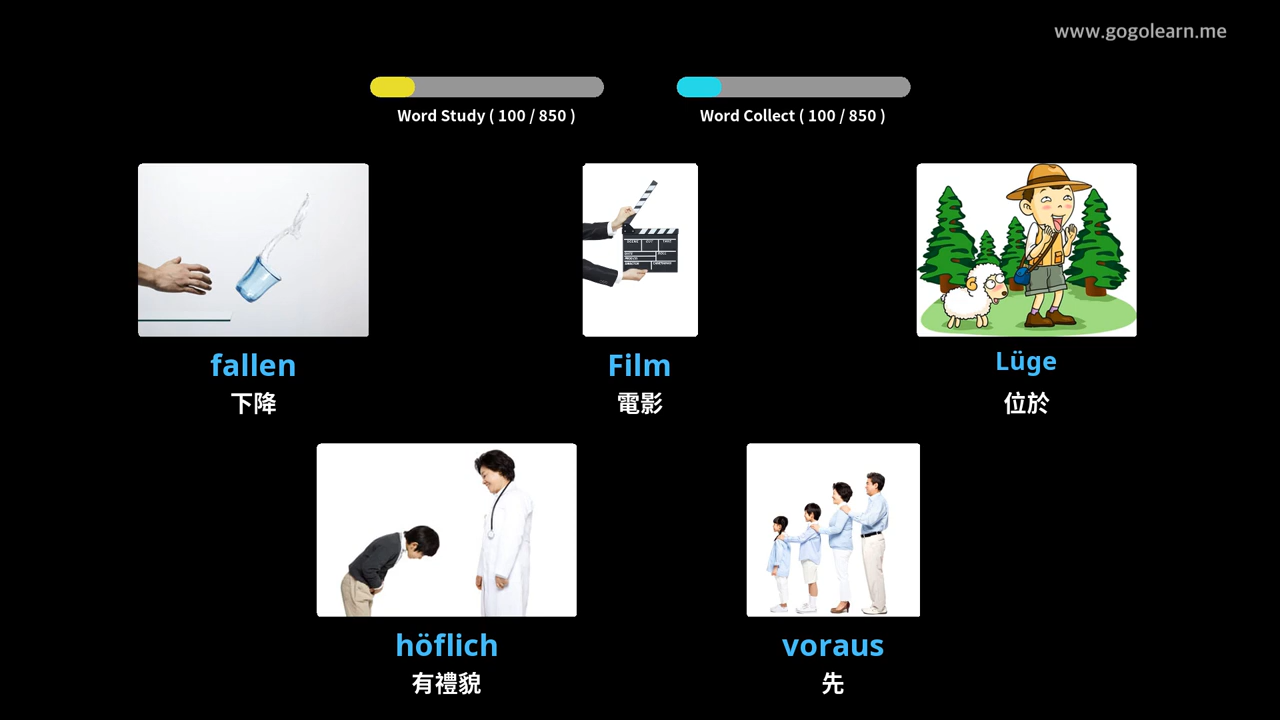 www.gogolearn.me
Word Study ( 100 / 850 )
Word Collect ( 100 / 850 )
fallen
下降
Film
電影
Lüge
位於
höflich
有禮貌
voraus
先